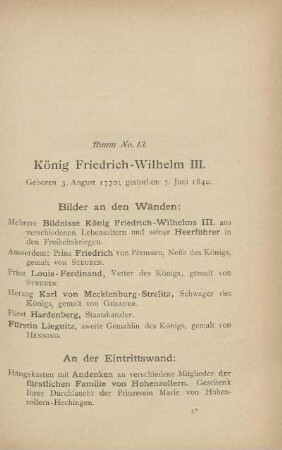 Raum No. 13.
König Friedrich-Wilhelm III.
Geboren 3. August 1770; gestorben 7. Juni 1840.
Bilder an den Wänden:
Mehrere Bildnisse König Friedrich-Wilhelms III. aus
verschiedenen Lebensaltern und seiner Heerführer in
den Freiheitskriegen.
Ausserdem: Prinz Friedrich von Preussen, Neffe des Königs,
gemalt von STEUBEN.
Prinz Louis-Ferdinand, Vetter des Königs, gemalt von
STEUBEN.
Herzog Karl von Mecklenburg-Strelitz, Schwager des
Königs, gemalt von GEBAUER.
Fürst Hardenberg, Staatskanzler.
Fürstin Liegnitz, zweite Gemahlin des Königs, gemalt von
HENNING.
An der Eintrittswand:
Hängekasten mit Andenken an verschiedene Mitglieder der
fürstlichen Familie von Hohenzollern. Geschenk
Ihrer Durchlaucht der Prinzessin Marie von Hohen-
zollern-Hechingen.